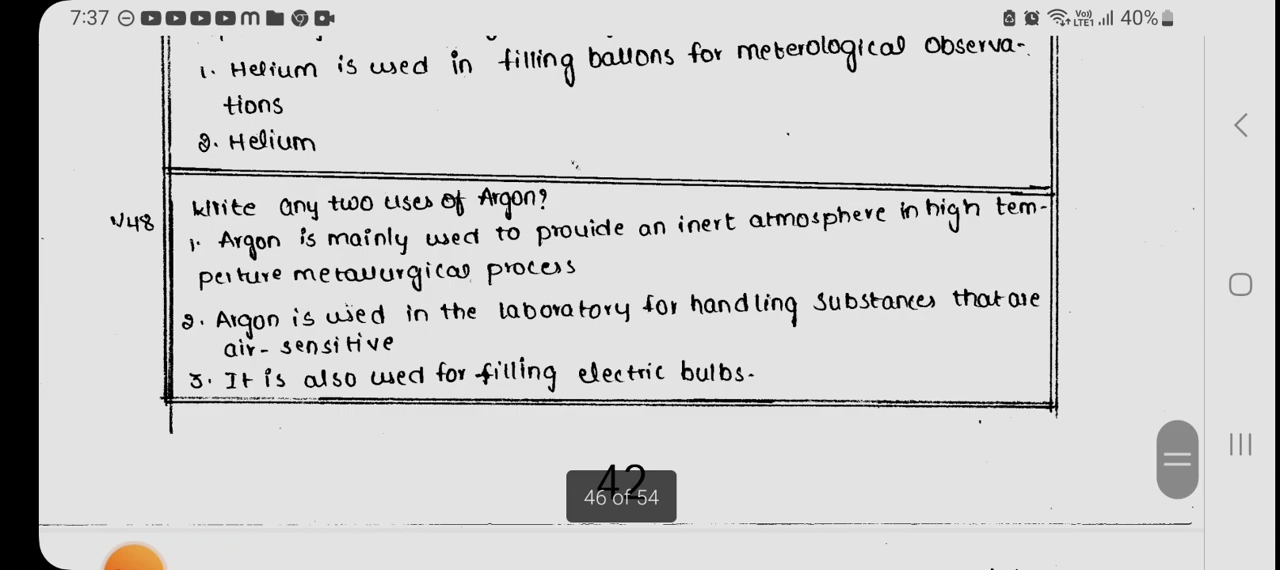 7:37 Vo)) LTE1 40%
1. Helium is used in filling ballons for meterological observa-
tions
2. Helium
Write any two uses of Argon?
√48
1. Argon is mainly used to provide an inert atmosphere in high tem-
perture metallurgical process
2. Argon is used in the laboratory for handling substances that are
air-sensitive
3. It is also used for filling electric bulbs.
42
46 of 54